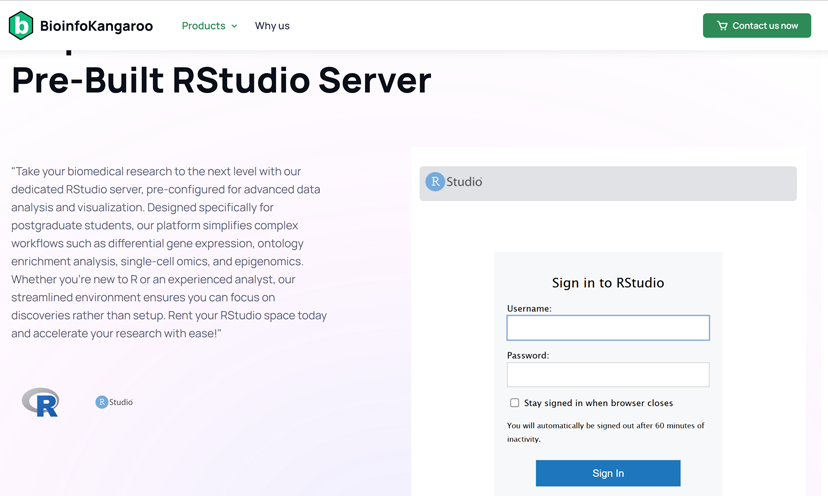 b BioinfoKangaroo Products Why us Contact us now
Pre-Built RStudio Server
"Take your biomedical research to the next level with our
dedicated RStudio server, pre-configured for advanced data
analysis and visualization. Designed specifically for
postgraduate students, our platform simplifies complex
workflows such as differential gene expression, ontology
enrichment analysis, single-cell omics, and epigenomics.
Whether you're new to R or an experienced analyst, our
streamlined environment ensures you can focus on
discoveries rather than setup. Rent your RStudio space today
and accelerate your research with ease!"
R
R Studio
R Studio
Sign in to RStudio
Username:
Password:
Stay signed in when browser closes
You will automatically be signed out after 60 minutes of
inactivity.
Sign In